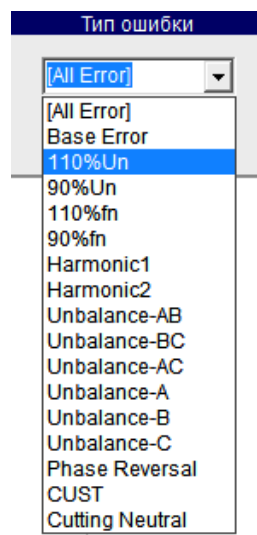 Тип ошибки
[All Error]
[All Error]
Base Error
110%Un
90%Un
110%fn
90%fn
Harmonic1
Harmonic2
Unbalance-AB
Unbalance-BC
Unbalance-AC
Unbalance-A
Unbalance-B
Unbalance-C
Phase Reversal
CUST
Cutting Neutral